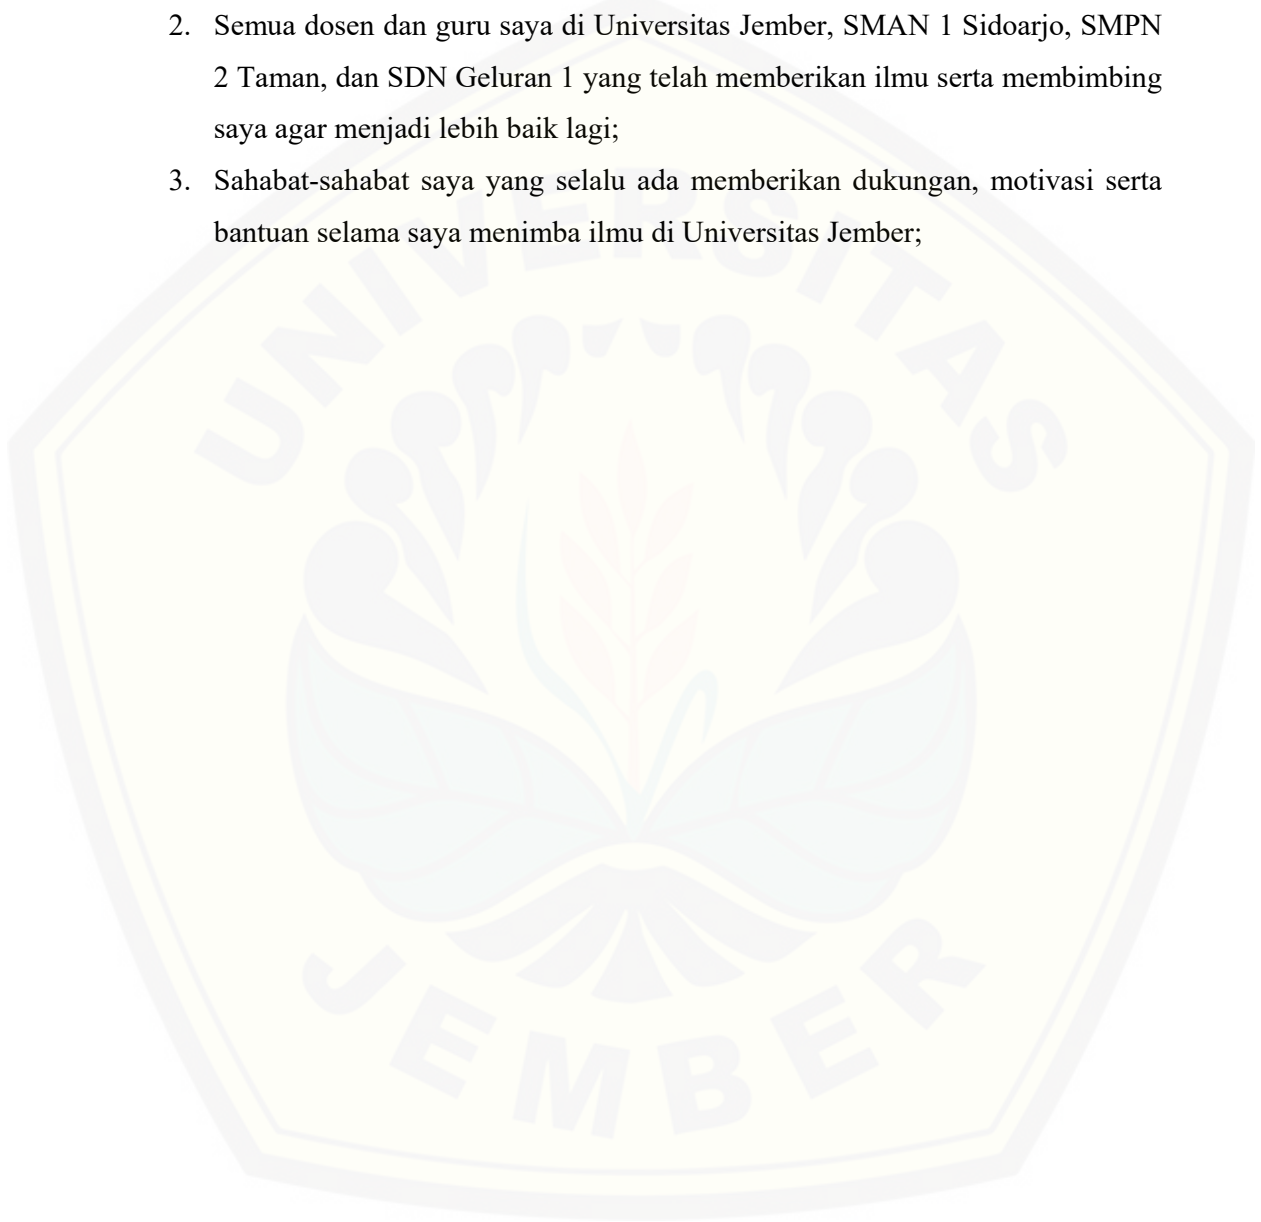 2. Semua dosen dan guru saya di Universitas Jember, SMAN 1 Sidoarjo, SMPN
2 Taman, dan SDN Geluran 1 yang telah memberikan ilmu serta membimbing
saya agar menjadi lebih baik lagi;
3. Sahabat-sahabat saya yang selalu ada memberikan dukungan, motivasi serta
bantuan selama saya menimba ilmu di Universitas Jember;
UNIVERSITAS
JEMBER